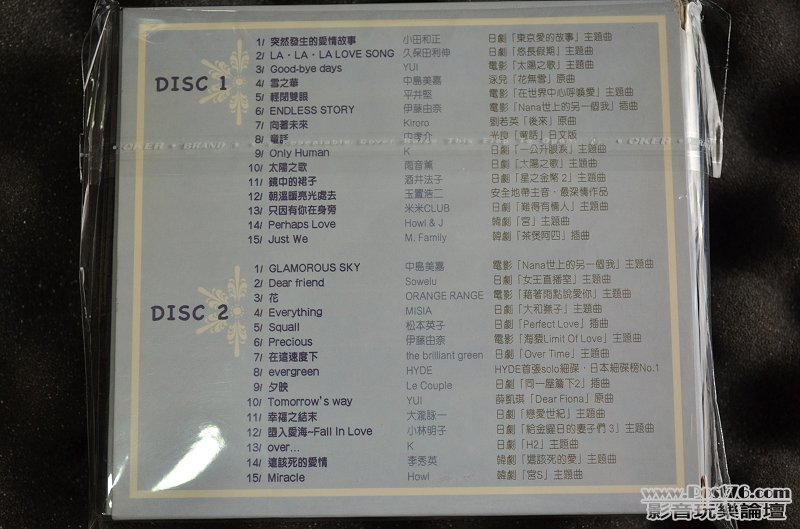 DISC 1
1/ 突然發生的愛情故事 小田和正 日劇「東京愛的故事」主題曲
2/ LA・LA・LA LOVE SONG 久保田利伸 日劇「悠長假期」主題曲
3/ Good-bye days YUI 電影「太陽之歌」主題曲
4/ 雪之華 中島美嘉 泳兒「花無雪」原曲
5/ 輕閉雙眼 平井堅 電影「在世界中心呼喚愛」主題曲
6/ ENDLESS STORY 伊藤由奈 電影「Nana世上的另一個我」插曲
7/ 向著未來 Kiroro 劉若英「後來」原曲
8/ 童話 中孝介 光良「童話」日文版
JOKER BRAND
9/ Only Human K 日劇「一公升眼淚」主題曲
10/ 太陽之歌 雨音薰 日劇「太陽之歌」主題曲
11/ 鏡中的裙子 酒井法子 日劇「星之金幣2」主題曲
12/ 朝溫暖亮光處去 玉置浩二 安全地帶主音・最深情作品
13/ 只因有你在身旁 米米CLUB 日劇「難得有情人」主題曲
14/ Perhaps Love Howl & J 韓劇「宮」主題曲
15/ Just We M. Family 韓劇「茶煲阿四」插曲
DISC 2
1/ GLAMOROUS SKY 中島美嘉 電影「Nana世上的另一個我」主題曲
2/ Dear friend Sowelu 日劇「女王直播室」主題曲
3/ 花 ORANGE RANGE 電影「藉著雨點說愛你」主題曲
4/ Everything MISIA 日劇「大和撫子」主題曲
5/ Squall 松本英子 日劇「Perfect Love」插曲
6/ Precious 伊藤由奈 電影「海猿Limit Of Love」主題曲
7/ 在這速度下 the brilliant green 日劇「Over Time」主題曲
8/ evergreen HYDE HYDE首張solo細碟・日本細碟榜No.1
9/ 夕映 Le Couple 日劇「同一屋簷下2」插曲
10/ Tomorrow's way YUI 薛凱琪「Dear Fiona」原曲
11/ 幸福之結末 大瀧詠一 日劇「戀愛世紀」主題曲
12/ 墮入愛海~Fall In Love 小林明子 日劇「給金曜日的妻子們3」主題曲
13/ over... K 日劇「H2」主題曲
14/ 這該死的愛情 李秀英 韓劇「這該死的愛」主題曲
15/ Miracle Howl 韓劇「宮S」主題曲
www.Post76.com
影音玩樂論壇